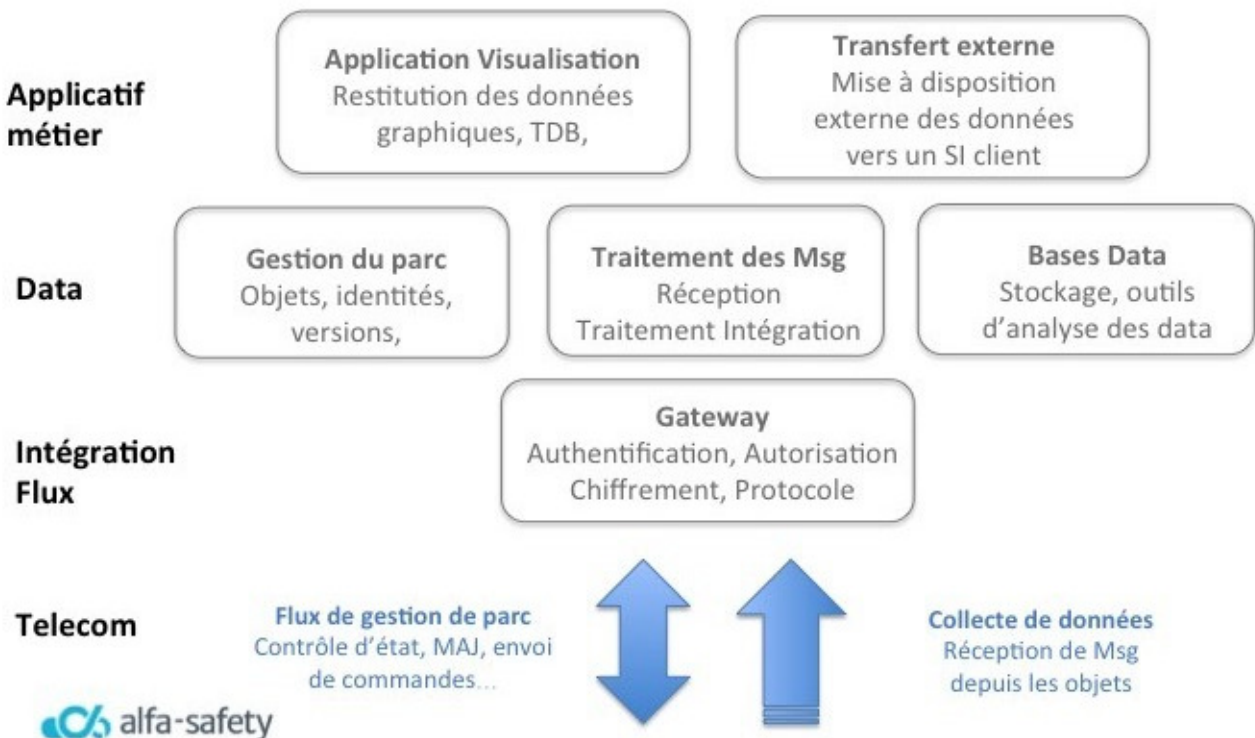 Applicatif
métier
Application Visualisation
Restitution des données
graphiques, TDB,
Transfert externe
Mise à disposition
externe des données
vers un SI client
Data
Gestion du parc
Objets, identités,
versions,
Traitement des Msg
Réception
Traitement Intégration
Bases Data
Stockage, outils
d'analyse des data
Intégration
Flux
Gateway
Authentification, Autorisation
Chiffrement, Protocole
Telecom
Flux de gestion de parc
Contrôle d'état, MAJ, envoi
de commandes...
Collecte de données
Réception de Msg
depuis les objets
alfa-safety